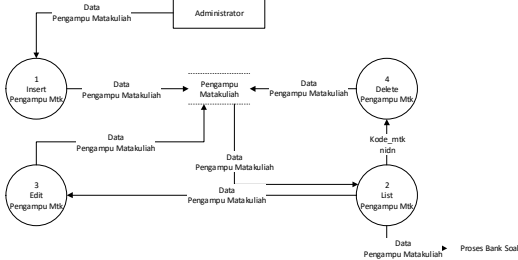 Data
Pengampu Matakuliah
Administrator
1
Insert
Pengampu Mtk
Data
Pengampu Matakuliah
Pengampu
Matakuliah
Data
Pengampu Matakuliah
4
Delete
Pengampu Mtk
Data
Pengampu Matakuliah
Kode_mtk
nidn
Data
Pengampu Matakuliah
3
Edit
Pengampu Mtk
Data
Pengampu Matakuliah
2
List
Pengampu Mtk
Data
Pengampu Matakuliah
Proses Bank Soal